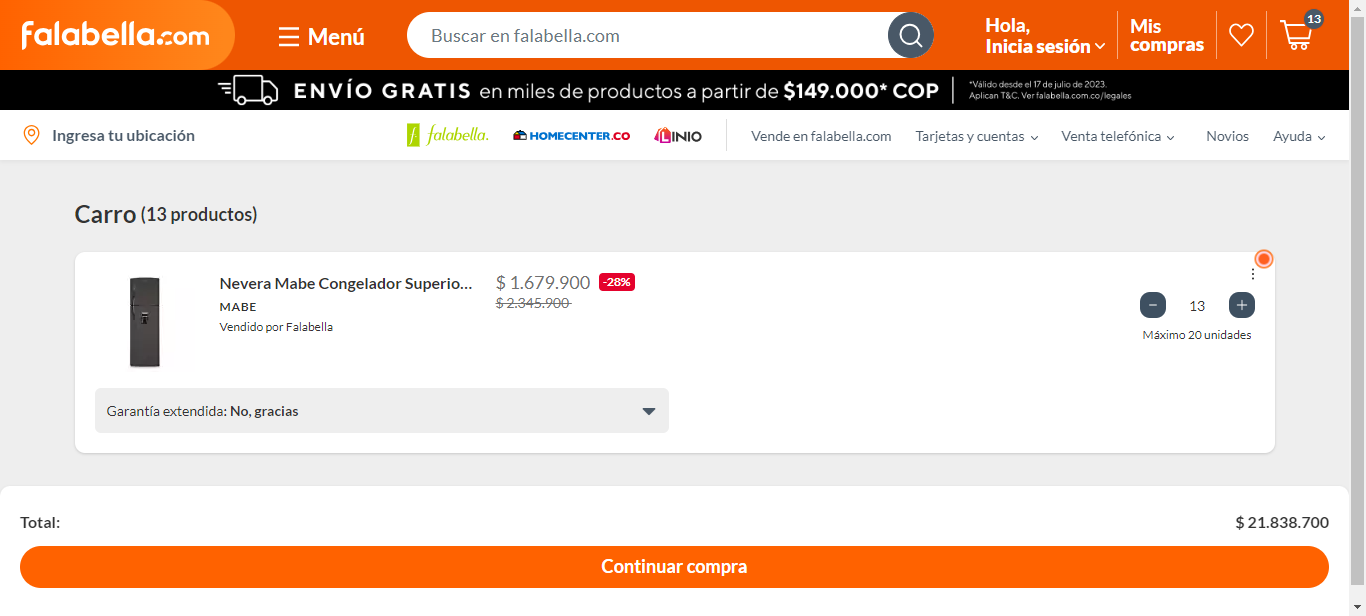 falabella.com
Menú
Buscar en falabella.com
Hola,
Inicia sesión
Mis
compras
13
ENVÍO GRATIS en miles de productos a partir de $149.000* COP
*Válido desde el 17 de julio de 2023.
Aplican T&C. Ver falabella.com.co/legales
Ingresa tu ubicación
f falabella.
HOMECENTER.CO
LINIO
Vende en falabella.com
Tarjetas y cuentas
Venta telefónica
Novios
Ayuda
Carro (13 productos)
Nevera Mabe Congelador Superio...
MABE
Vendido por Falabella
$ 1.679.900 -28%
$ 2.345.900
- 13 +
Máximo 20 unidades
Garantía extendida: No, gracias
Total: $ 21.838.700
Continuar compra